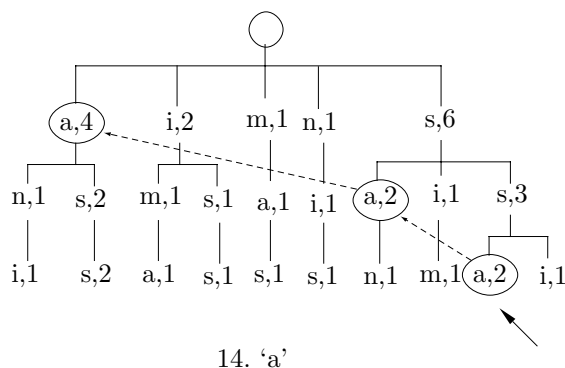 a,4 i,2 m,1 n,1 s,6
n,1 s,2 m,1 s,1 a,1 i,1 a,2 i,1 s,3
i,1 s,2 a,1 s,1 s,1 s,1 n,1 m,1 a,2 i,1
14. ‘a’